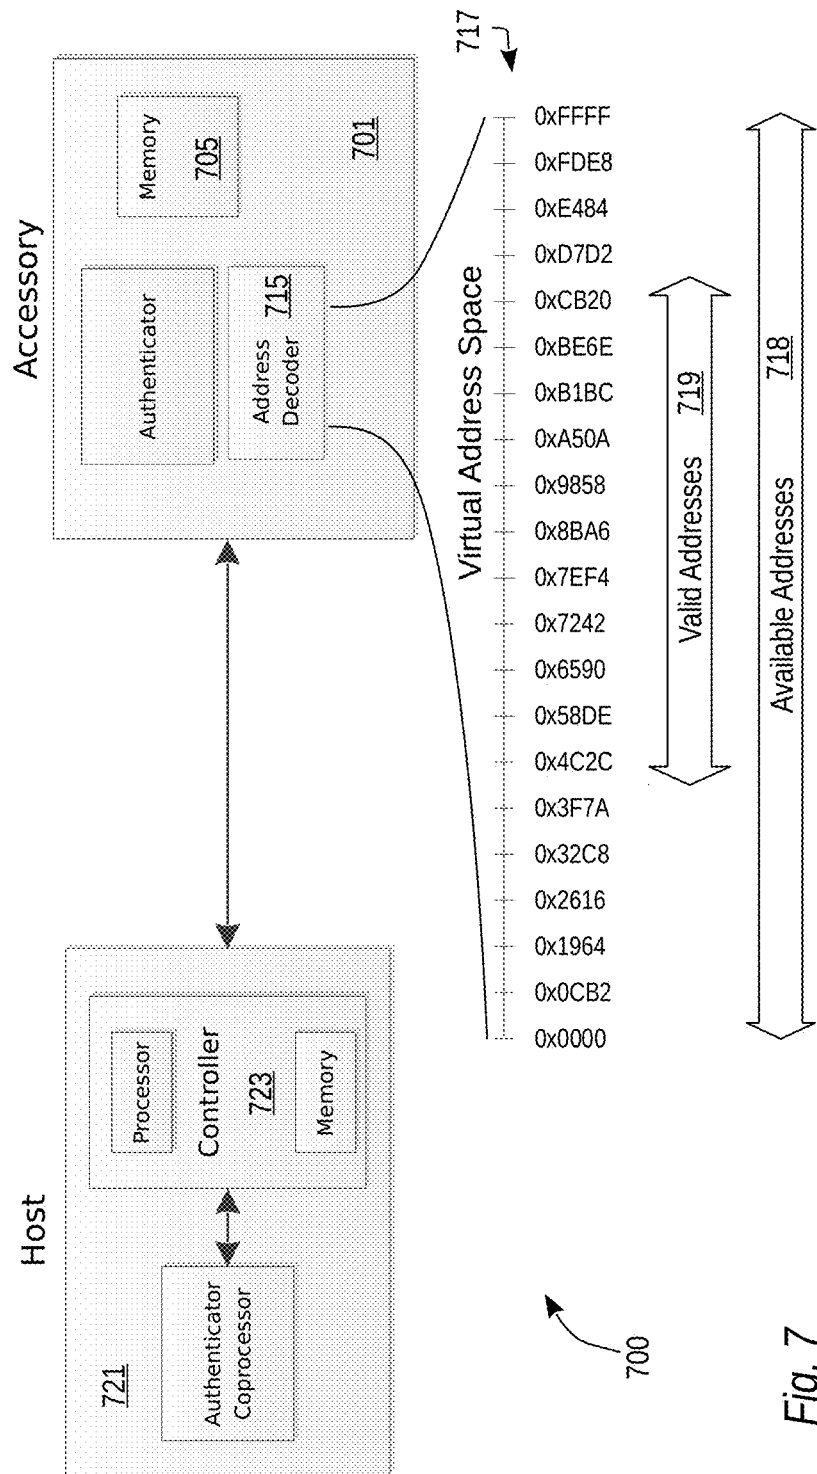 Host
Accessory
721
Authenticator
Coprocessor
Processor
Controller
723
Memory
Authenticator
Memory
705
Address
Decoder
715
701
Virtual Address Space
717
0x0000
0x0CB2
0x1964
0x2616
0x32C8
0x3F7A
0x4C2C
0x58DE
0x6590
0x7242
0x7EF4
0x8BA6
0x9858
0xA50A
0xB1BC
0xBE6E
0xCB20
0xD7D2
0xE484
0xFDE8
0xFFFF
Valid Addresses
719
Available Addresses
718
700
Fig. 7